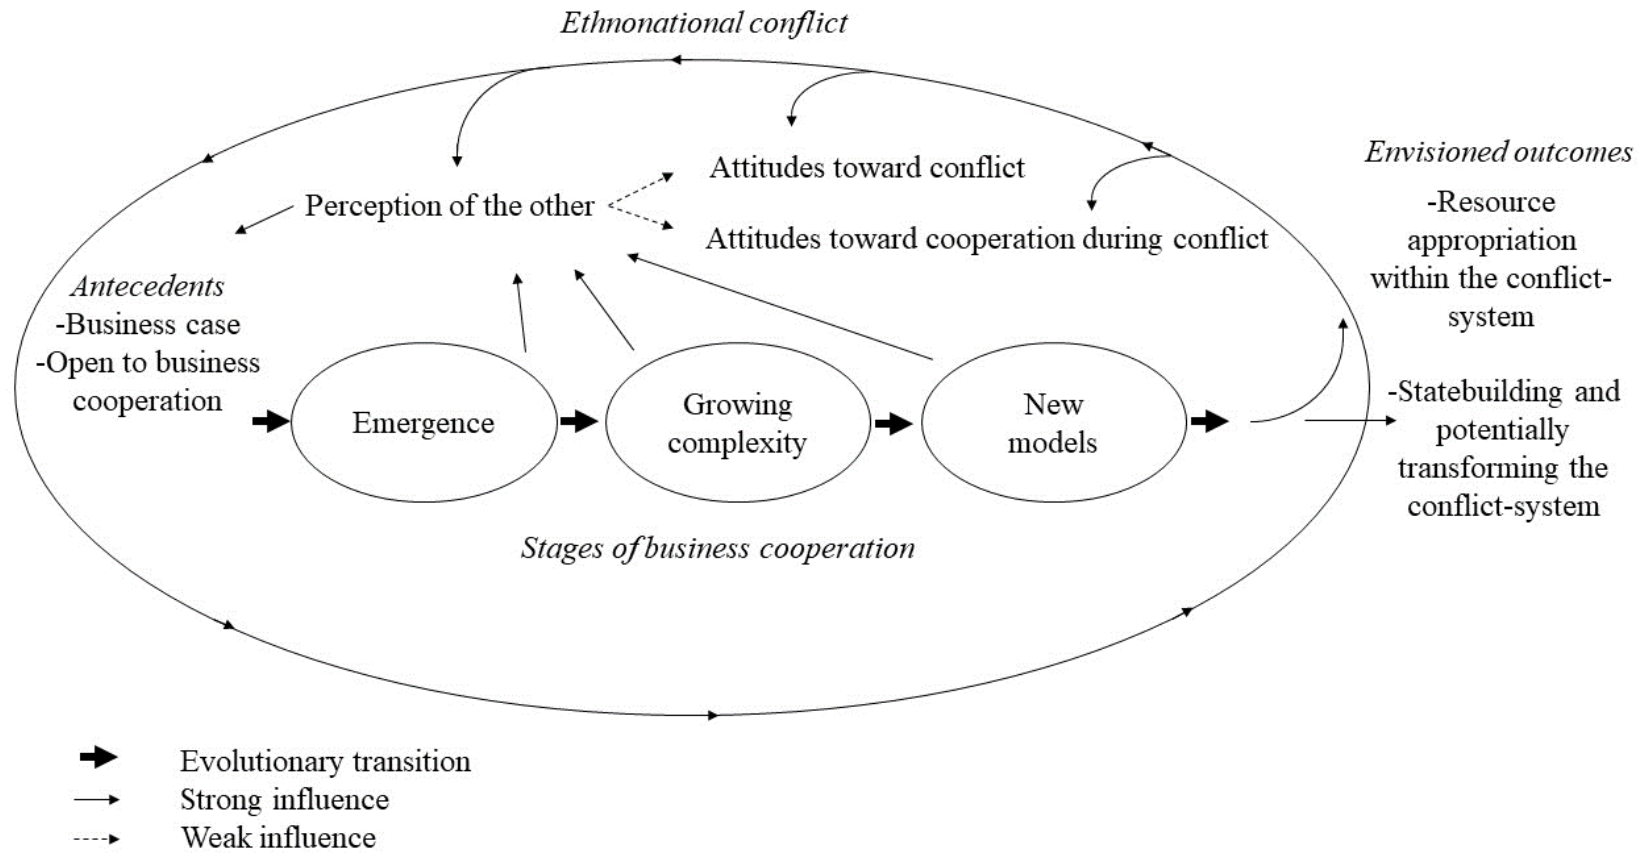 Ethnonational conflict
Attitudes toward conflict
Perception of the other
Attitudes toward cooperation during conflict
Envisioned outcomes
-Resource
appropriation
within the conflict-
system
-Statebuilding and
potentially
transforming the
conflict-system
Antecedents
-Business case
-Open to business
cooperation
Emergence
Growing
complexity
New
models
Stages of business cooperation
Evolutionary transition
Strong influence
Weak influence